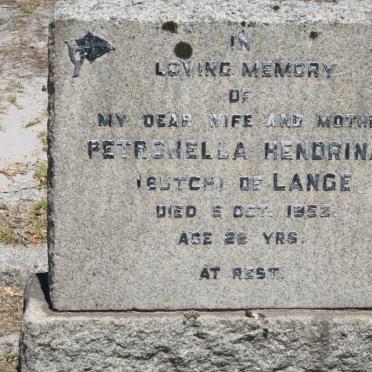 IN
LOVING MEMORY
OF
MY DEAR WIFE AND MOTHE
PETRONELLA HENDRINA
(BUTCH) DE LANGE
DIED 6 OCT. 1952.
AGE 28 YRS.
AT REST.